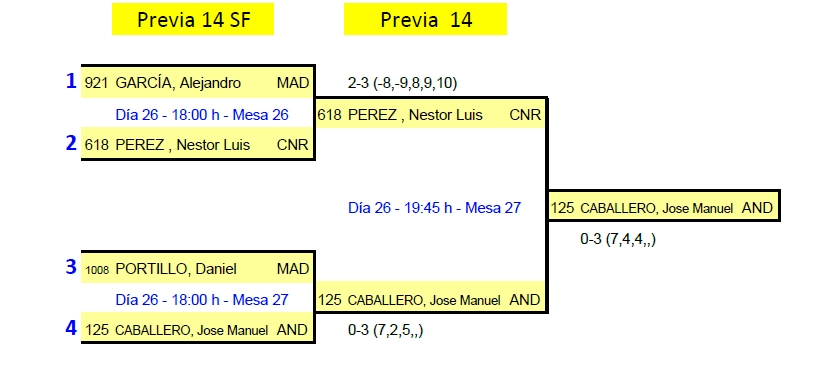 Previa 14 SF
Previa 14
1 921 GARCÍA, Alejandro MAD
2-3 (-8,-9,8,9,10)
Día 26 - 18:00 h - Mesa 26
618 PEREZ , Nestor Luis CNR
2 618 PEREZ , Nestor Luis CNR
Día 26 - 19:45 h - Mesa 27
125 CABALLERO, Jose Manuel AND
0-3 (7,4,4,,)
3 1008 PORTILLO, Daniel MAD
Día 26 - 18:00 h - Mesa 27
125 CABALLERO, Jose Manuel AND
4 125 CABALLERO, Jose Manuel AND
0-3 (7,2,5,,)